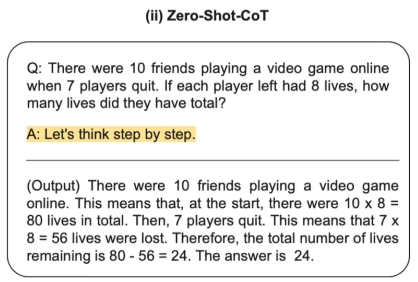 (ii) Zero-Shot-CoT
Q: There were 10 friends playing a video game online
when 7 players quit. If each player left had 8 lives, how
many lives did they have total?
A: Let's think step by step.
(Output) There were 10 friends playing a video game
online. This means that, at the start, there were 10 x 8 =
80 lives in total. Then, 7 players quit. This means that 7 x
8 = 56 lives were lost. Therefore, the total number of lives
remaining is 80 - 56 = 24. The answer is 24.